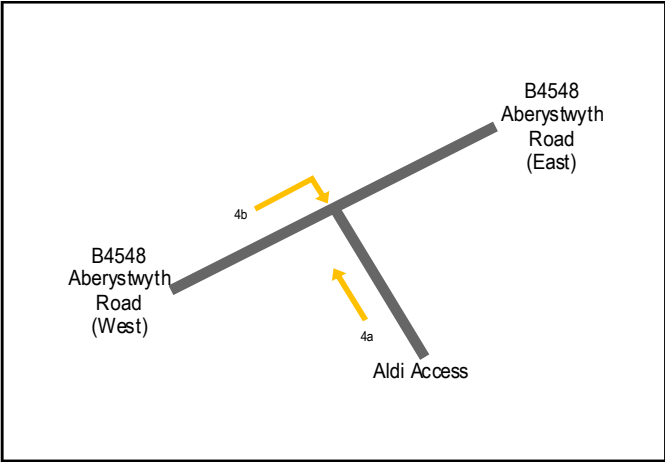 B4548
Aberystwyth
Road
(East)
4b
B4548
Aberystwyth
Road
(West)
4a
Aldi Access